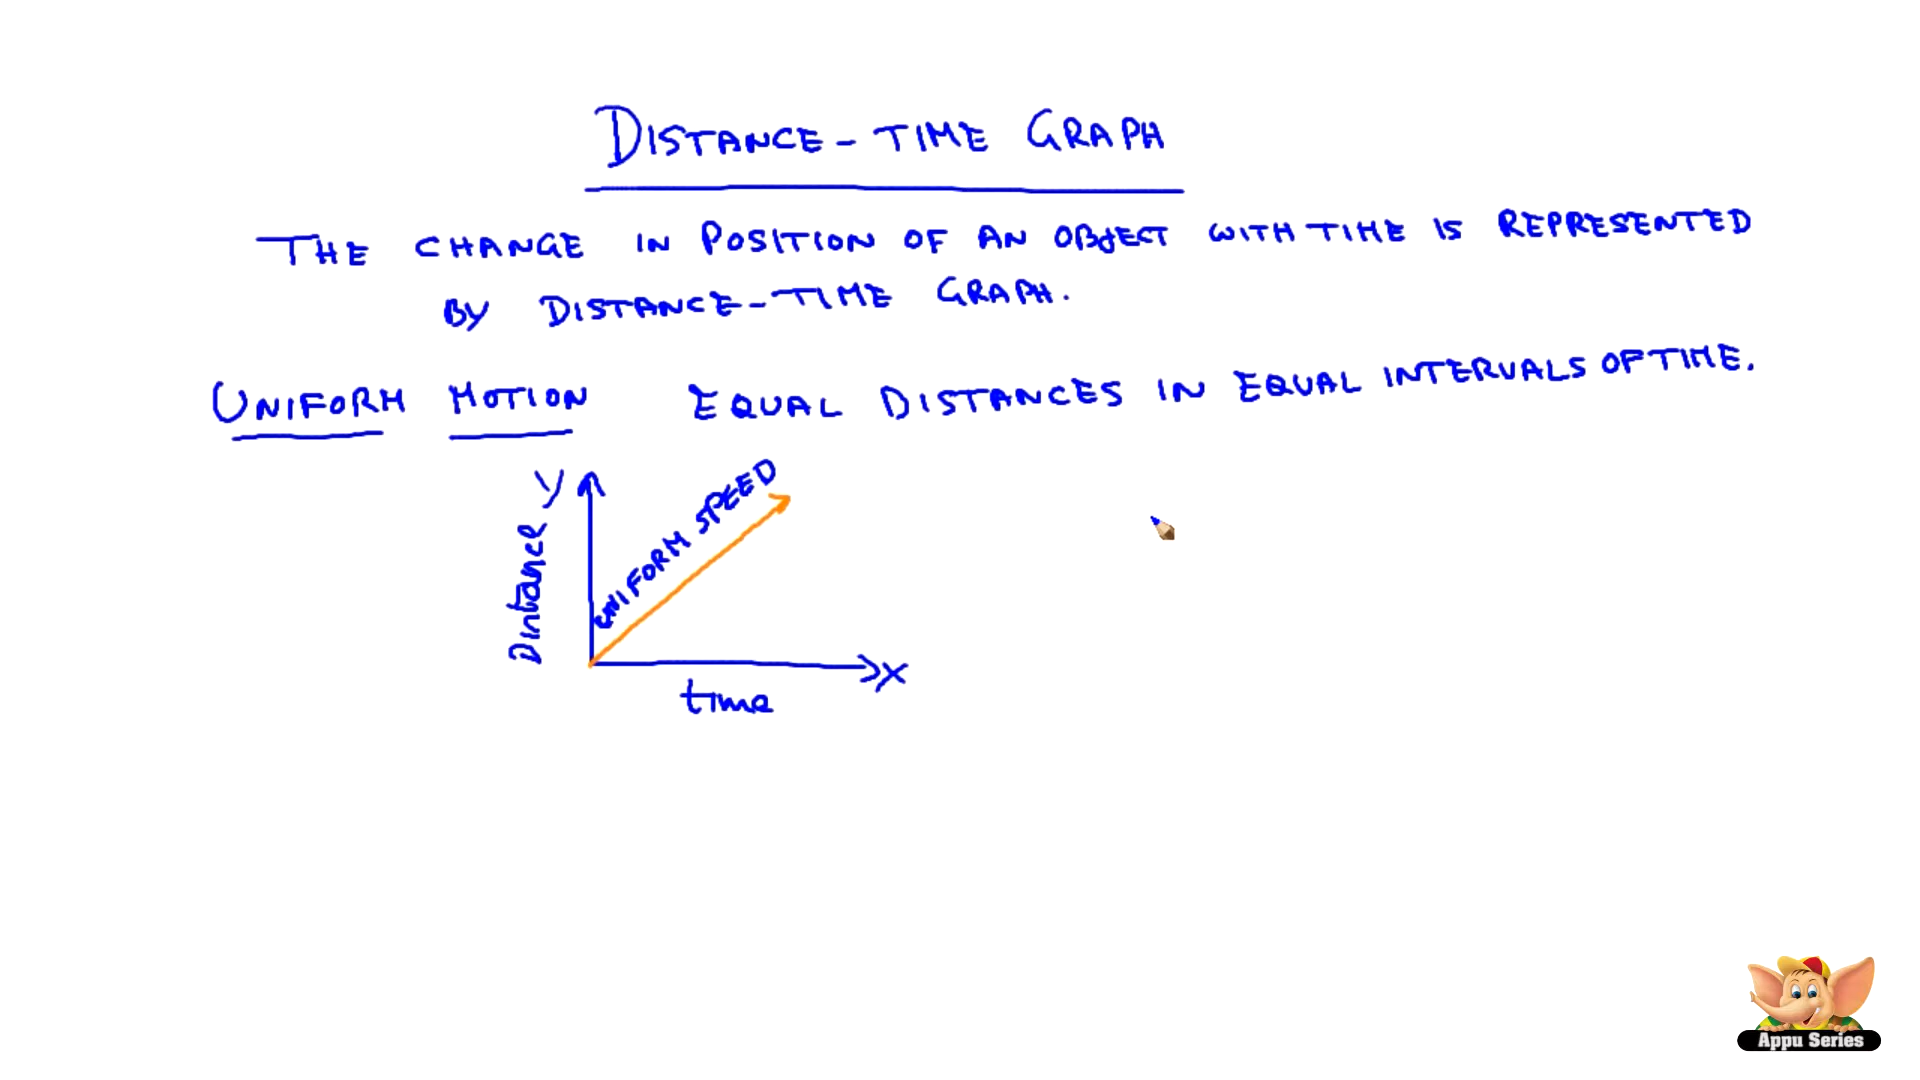 DISTANCE-TIME GRAPH
THE CHANGE IN POSITION OF AN OBJECT WITH TIME IS REPRESENTED
BY DISTANCE-TIME GRAPH.
UNIFORM MOTION EQUAL DISTANCES IN EQUAL INTERVALS OF TIME.
Y
Distance
UNIFORM SPEED
X
time
Appu Series